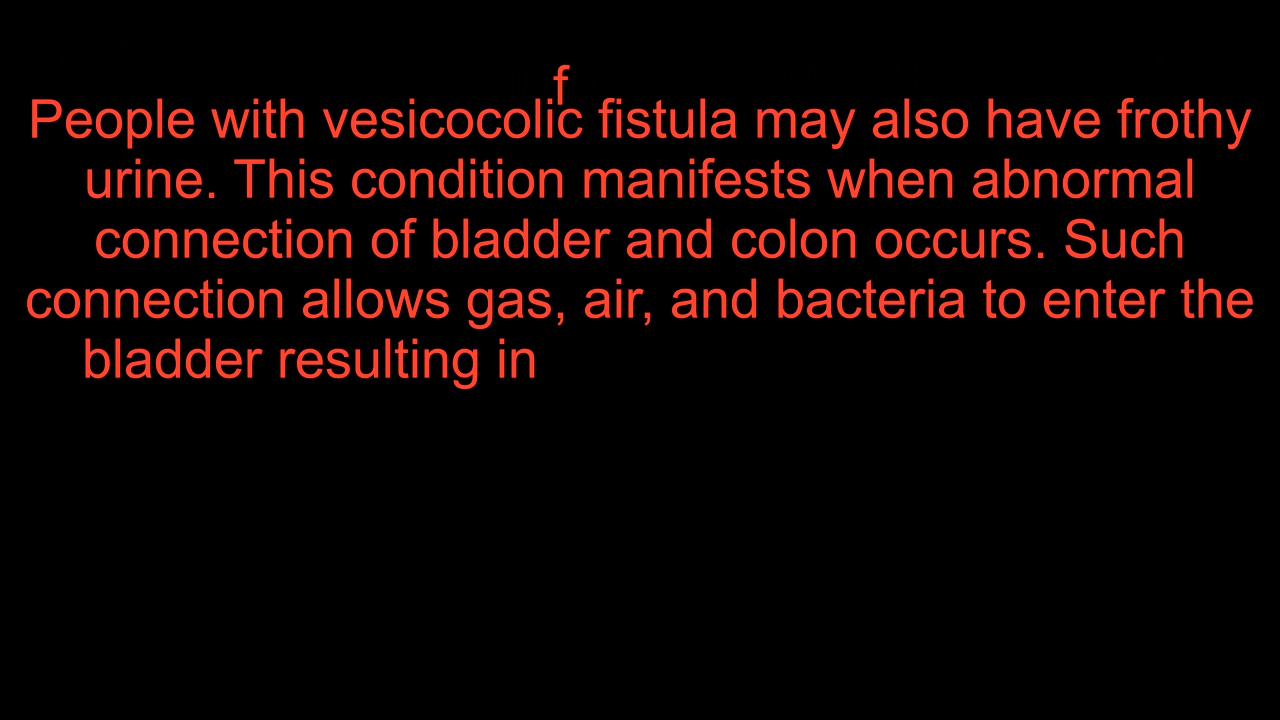 f
People with vesicocolic fistula may also have frothy
urine. This condition manifests when abnormal
connection of bladder and colon occurs. Such
connection allows gas, air, and bacteria to enter the
bladder resulting in